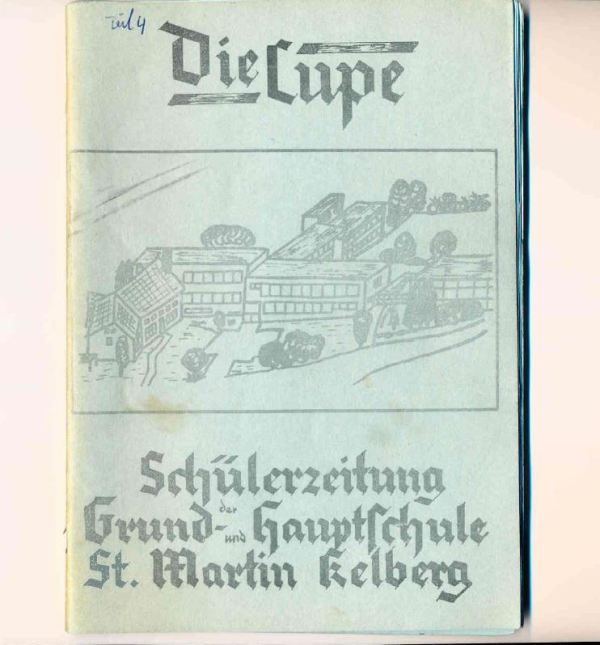 Teil 4
Die Lupe
Schülerzeitung
der
Grund- und Hauptschule
St. Martin Kelberg